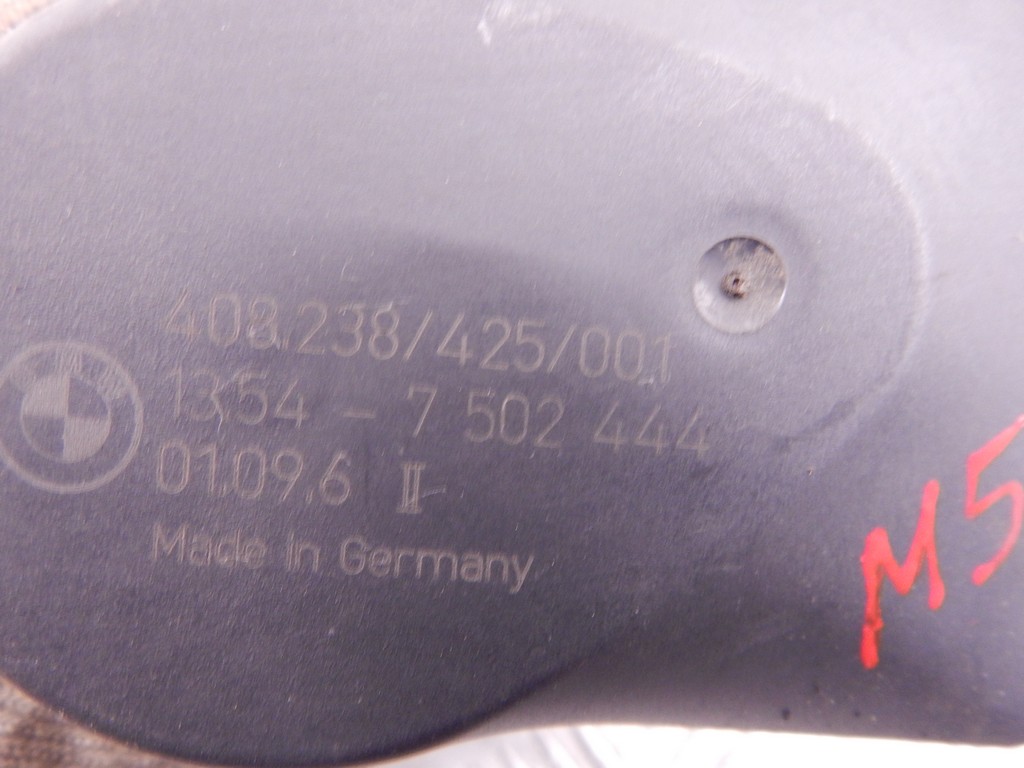 408.238/425/001
1354 - 7 502 444
01.09.6 II
Made in Germany
M5